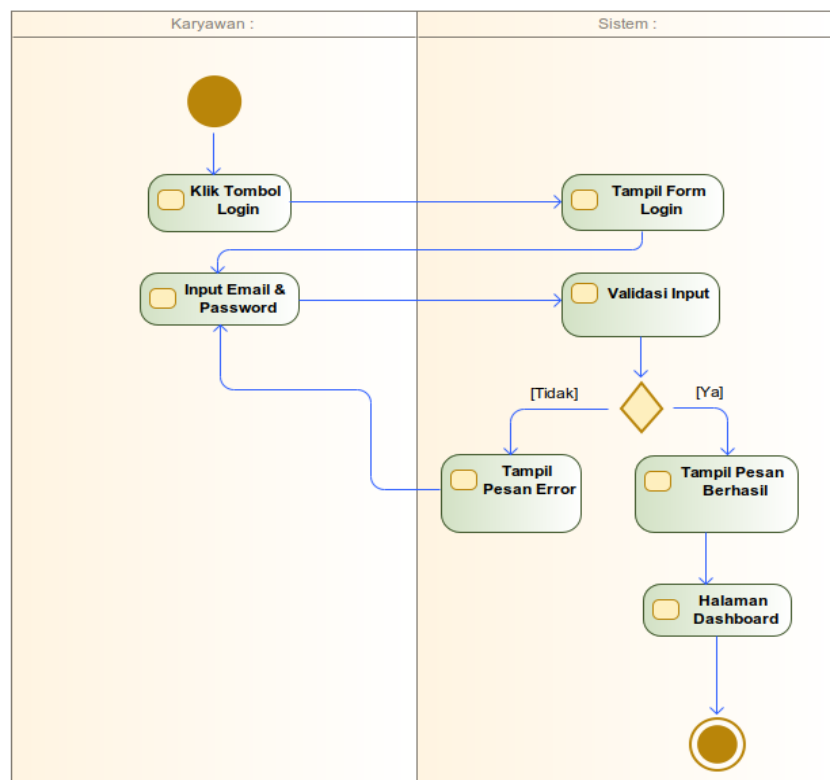 Karyawan :
Sistem :
Klik Tombol
Login
Tampil Form
Login
Input Email &
Password
Validasi Input
[Tidak]
[Ya]
Tampil
Pesan Error
Tampil Pesan
Berhasil
Halaman
Dashboard